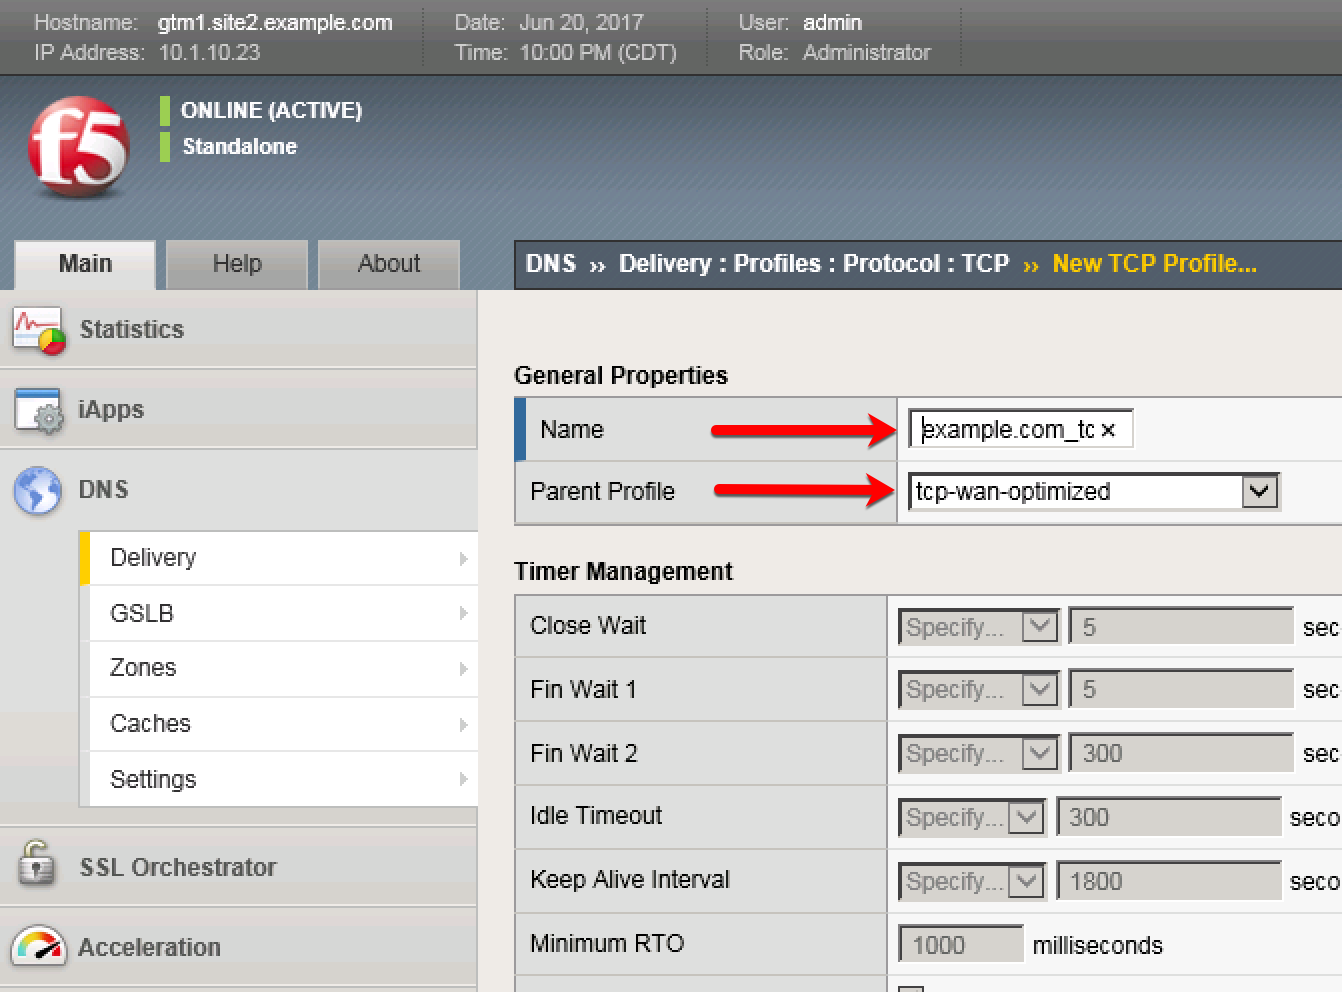 Hostname: gtm1.site2.example.com Date: Jun 20, 2017 User: admin
IP Address: 10.1.10.23 Time: 10:00 PM (CDT) Role: Administrator
f5
ONLINE (ACTIVE)
Standalone
Main Help About
DNS ›› Delivery : Profiles : Protocol : TCP ›› New TCP Profile...
Statistics
iApps
DNS
Delivery
GSLB
Zones
Caches
Settings
SSL Orchestrator
Acceleration
General Properties
Name example.com_tc ×
Parent Profile tcp-wan-optimized
Timer Management
Close Wait Specify... 5 sec
Fin Wait 1 Specify... 5 sec
Fin Wait 2 Specify... 300 sec
Idle Timeout Specify... 300 seco
Keep Alive Interval Specify... 1800 seco
Minimum RTO 1000 milliseconds